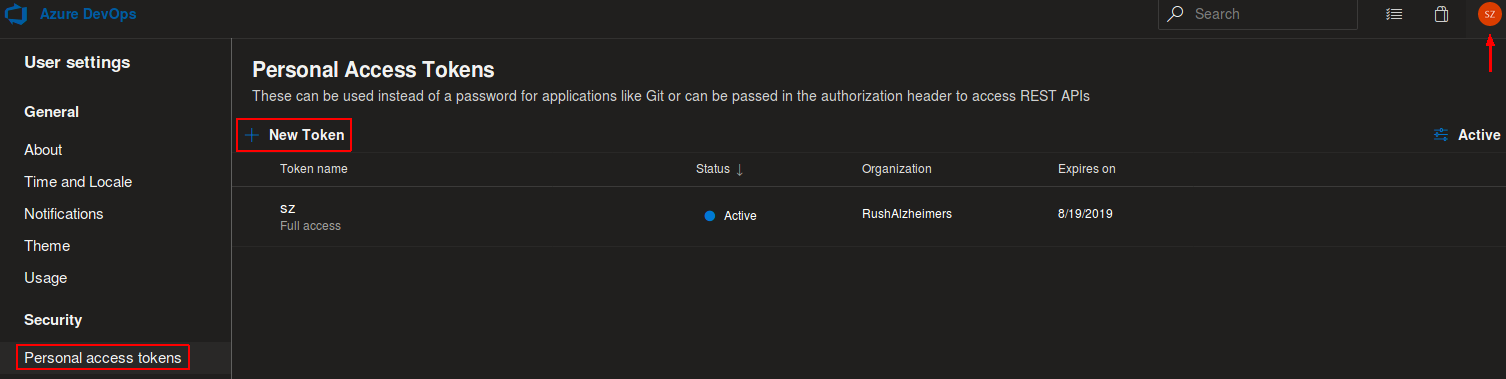 Azure DevOps
Search
SZ
User settings
General
About
Time and Locale
Notifications
Theme
Usage
Security
Personal access tokens
Personal Access Tokens
These can be used instead of a password for applications like Git or can be passed in the authorization header to access REST APIs
New Token
Active
Token name Status ↓ Organization Expires on
sz Active RushAlzheimers 8/19/2019
Full access